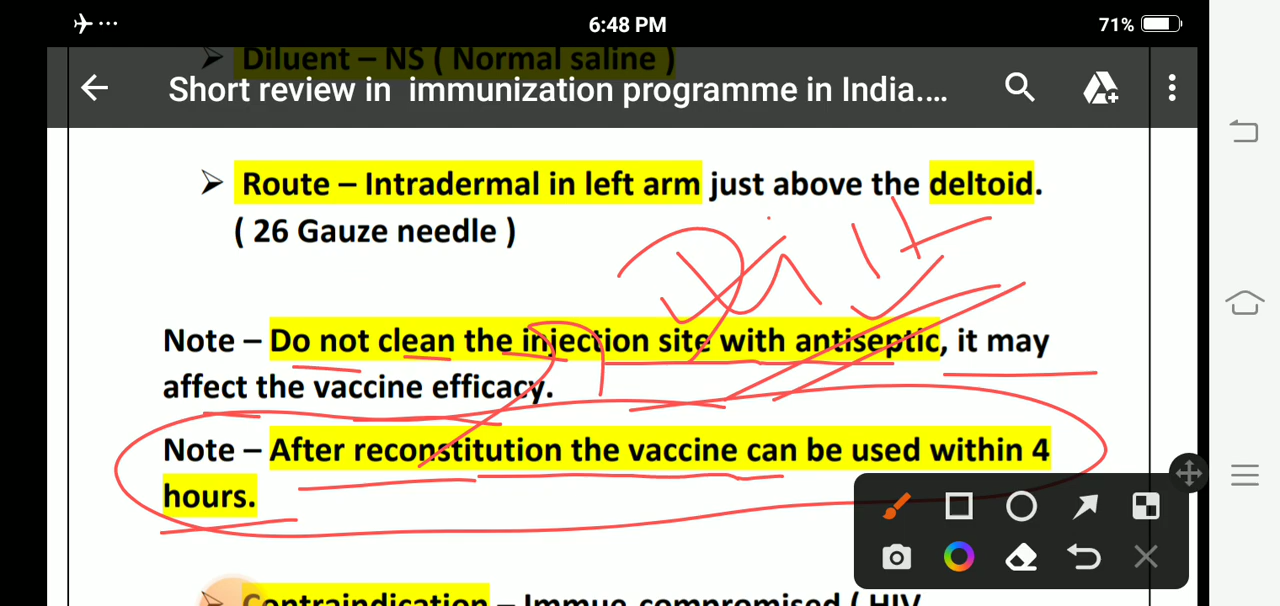 6:48 PM
71%
Diluent – NS ( Normal saline )
Short review in immunization programme in India....
Route – Intradermal in left arm just above the deltoid.
( 26 Gauze needle )
Note – Do not clean the injection site with antiseptic, it may
affect the vaccine efficacy.
Note – After reconstitution the vaccine can be used within 4
hours.
Contraindication – Immue-compromised ( HIV